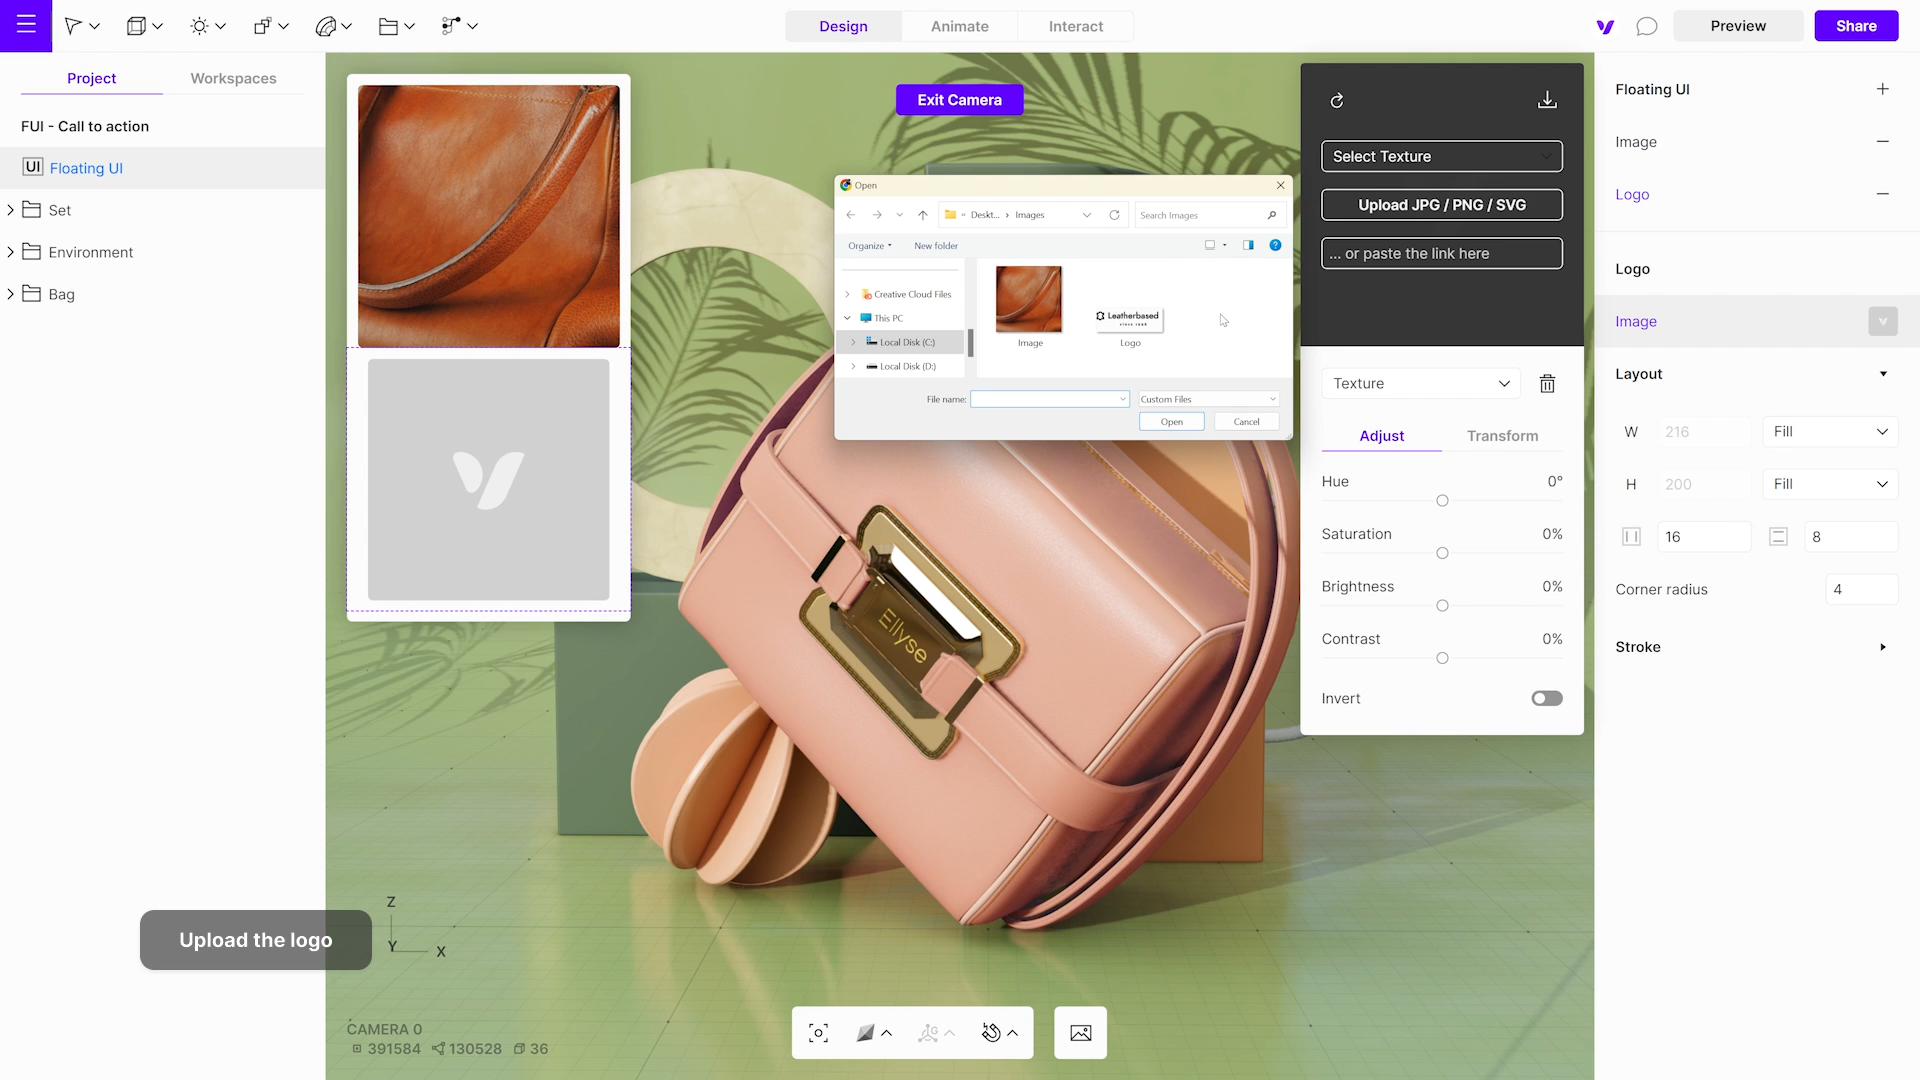 Design
Animate
Interact
Preview
Share
Project
Workspaces
FUI - Call to action
UI Floating UI
Set
Environment
Bag
Exit Camera
Open
Deskt...
Images
Search Images
Organize
New folder
Creative Cloud Files
This PC
Local Disk (C:)
Local Disk (D:)
Leatherbased
since 1998
Image
Logo
File name:
Custom Files
Open
Cancel
Ellyse
Select Texture
Upload JPG / PNG / SVG
... or paste the link here
Texture
Adjust
Transform
Hue
0°
Saturation
0%
Brightness
0%
Contrast
0%
Invert
Floating UI
Image
Logo
Logo
Image
Layout
W
216
Fill
H
200
Fill
16
8
Corner radius
4
Stroke
Upload the logo
Z
Y
X
CAMERA 0
391584
130528
36